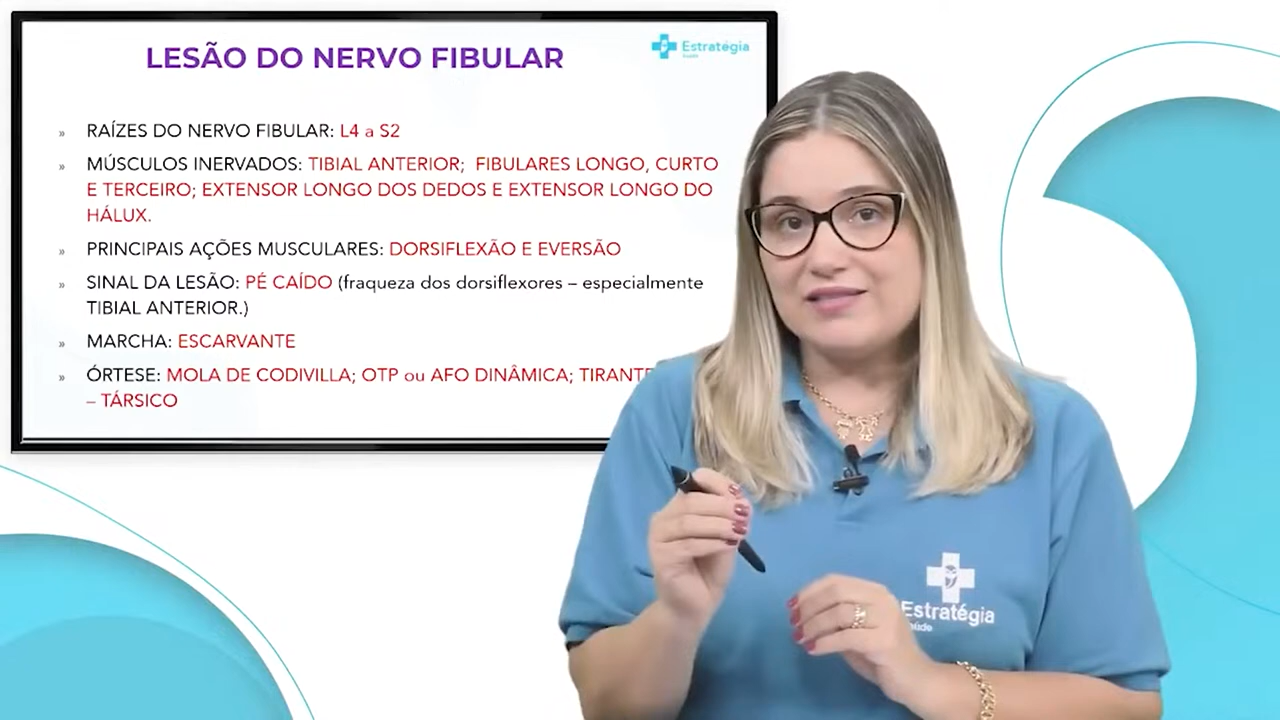 LESÃO DO NERVO FIBULAR
Estratégia
» RAÍZES DO NERVO FIBULAR: L4 a S2
» MÚSCULOS INERVADOS: TIBIAL ANTERIOR; FIBULARES LONGO, CURTO
E TERCEIRO; EXTENSOR LONGO DOS DEDOS E EXTENSOR LONGO DO
HÁLUX.
» PRINCIPAIS AÇÕES MUSCULARES: DORSIFLEXÃO E EVERSÃO
» SINAL DA LESÃO: PÉ CAÍDO (fraqueza dos dorsiflexores – especialmente
TIBIAL ANTERIOR.)
» MARCHA: ESCARVANTE
» ÓRTESE: MOLA DE CODIVILLA; OTP ou AFO DINÂMICA; TIRANTE
– TÁRSICO
Estratégia